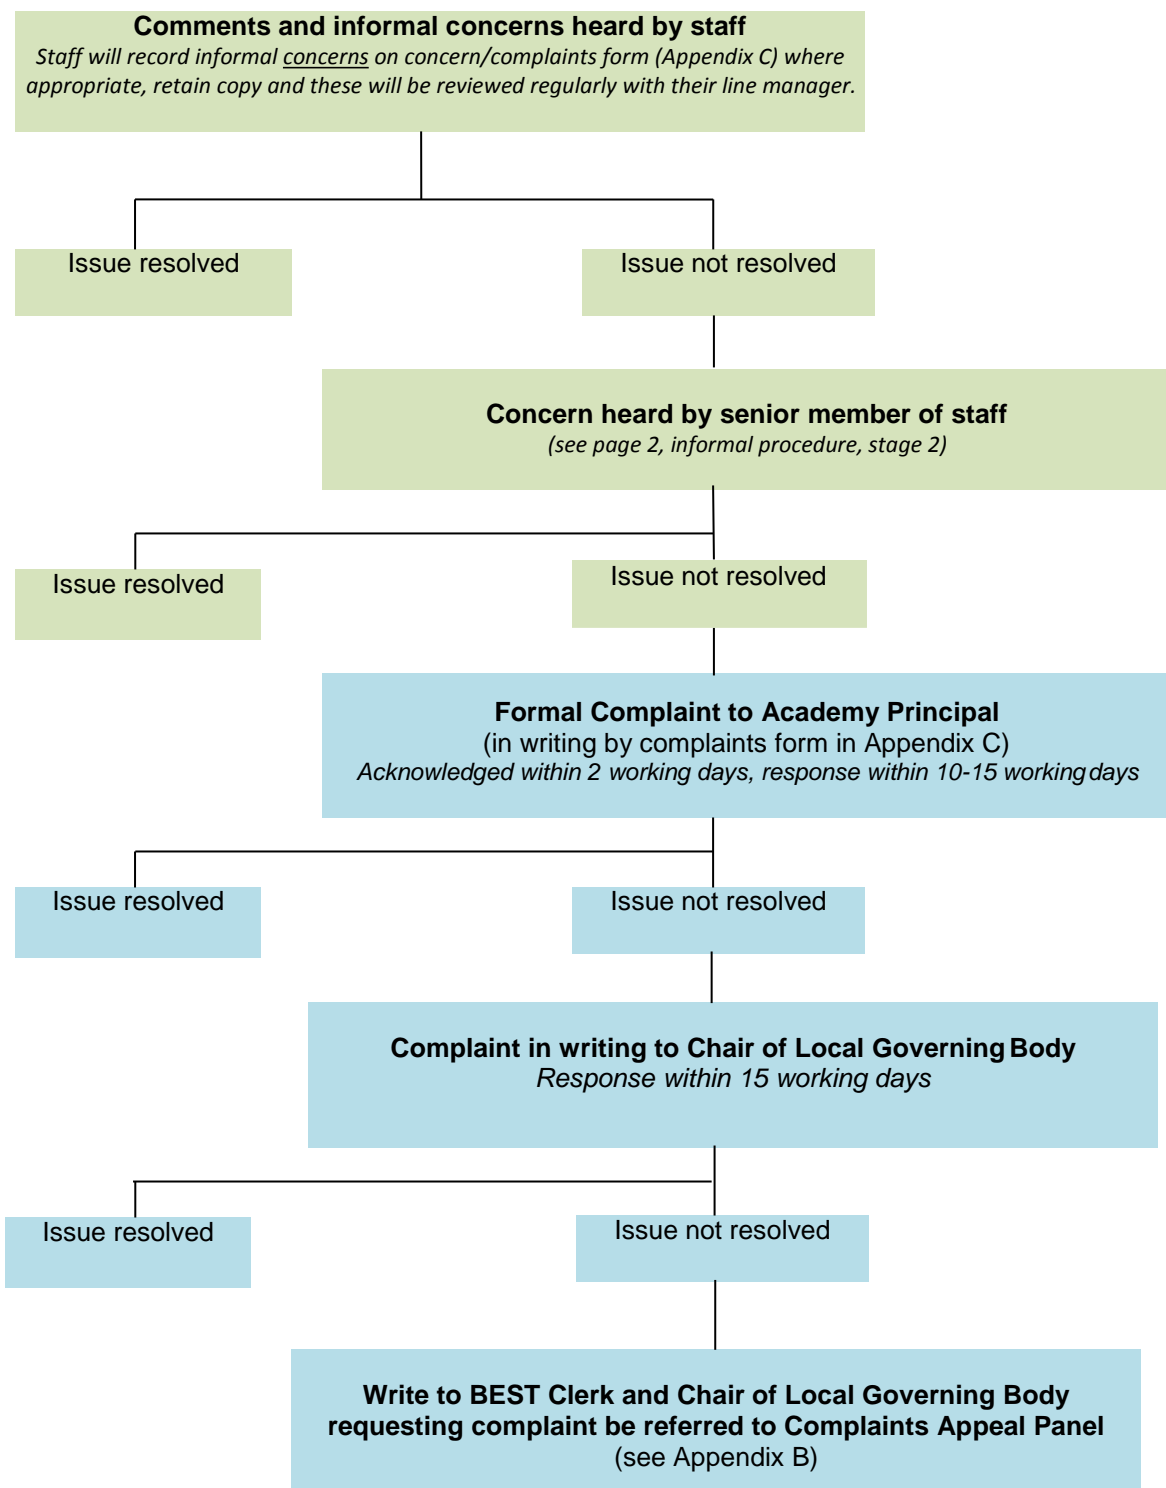 Comments and informal concerns heard by staff
Staff will record informal concerns on concern/complaints form (Appendix C) where
appropriate, retain copy and these will be reviewed regularly with their line manager.
Issue resolved
Issue not resolved
Concern heard by senior member of staff
(see page 2, informal procedure, stage 2)
Issue resolved
Issue not resolved
Formal Complaint to Academy Principal
(in writing by complaints form in Appendix C)
Acknowledged within 2 working days, response within 10-15 working days
Issue resolved
Issue not resolved
Complaint in writing to Chair of Local Governing Body
Response within 15 working days
Issue resolved
Issue not resolved
Write to BEST Clerk and Chair of Local Governing Body
requesting complaint be referred to Complaints Appeal Panel
(see Appendix B)